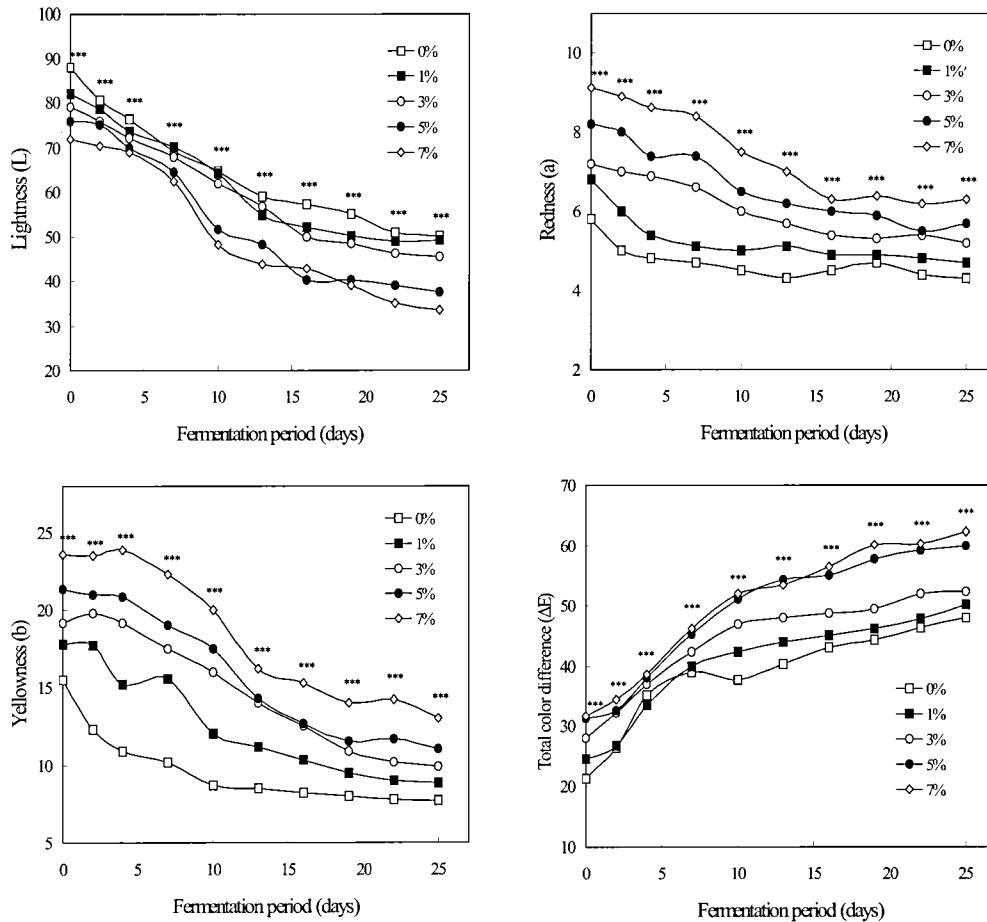 Lightness (L)
100
90
80
70
60
50
40
30
20
0 5 10 15 20 25
Fermentation period (days)
*** *** *** *** *** *** *** *** *** ***
0%
1%
3%
5%
7%
Redness (a)
11
10
8
6
4
2
0 5 10 15 20 25
Fermentation period (days)
*** *** *** *** *** *** *** *** *** ***
0%
1%'
3%
5%
7%
Yellowness (b)
25
20
15
10
5
0 5 10 15 20 25
Fermentation period (days)
*** *** *** *** *** *** *** *** *** ***
0%
1%
3%
5%
7%
Total color difference (ΔE)
70
60
50
40
30
20
10
0 5 10 15 20 25
Fermentation period (days)
*** *** *** *** *** *** *** *** *** ***
0%
1%
3%
5%
7%